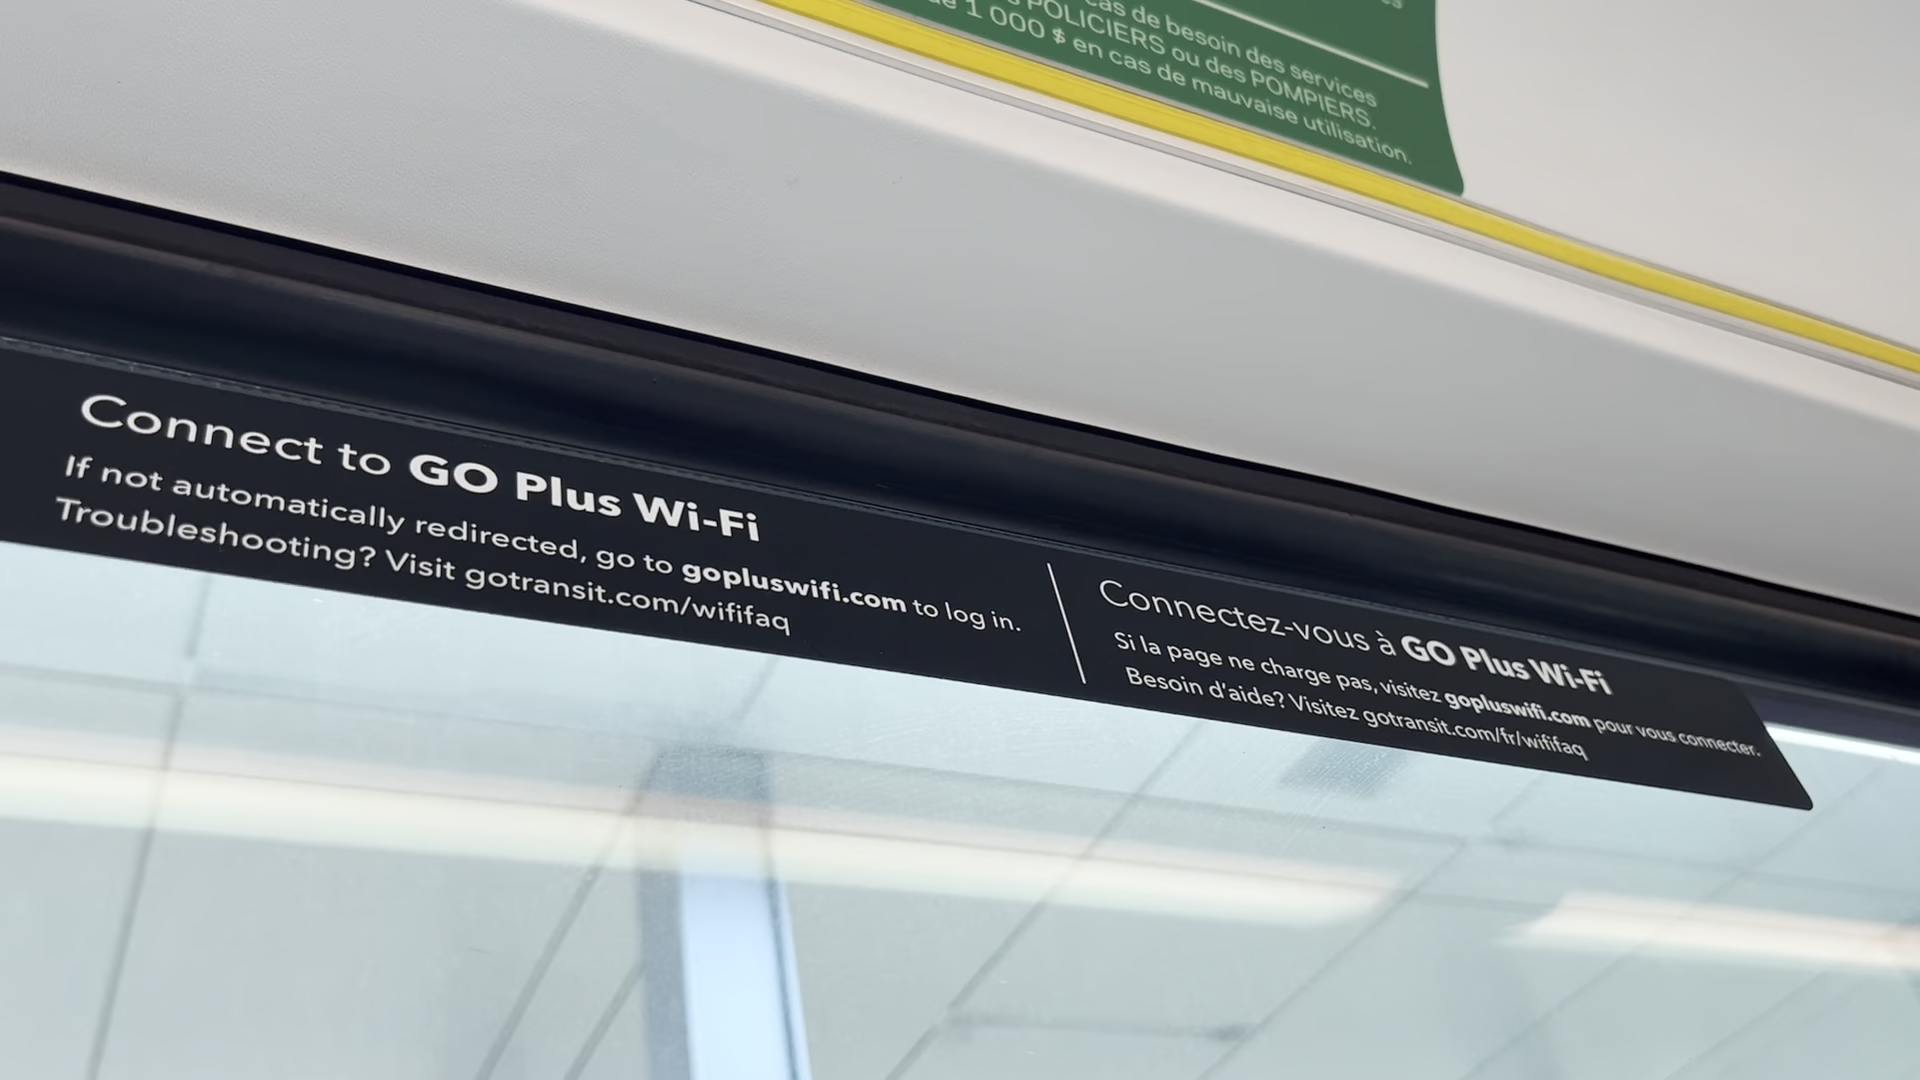 cas de besoin des services
POLICIERS ou des POMPIERS.
de 1 000 $ en cas de mauvaise utilisation.
Connect to GO Plus Wi-Fi
If not automatically redirected, go to gopluswifi.com to log in.
Troubleshooting? Visit gotransit.com/wififaq
Connectez-vous à GO Plus Wi-Fi
Si la page ne charge pas, visitez gopluswifi.com pour vous connecter.
Besoin d'aide? Visitez gotransit.com/fr/wififaq